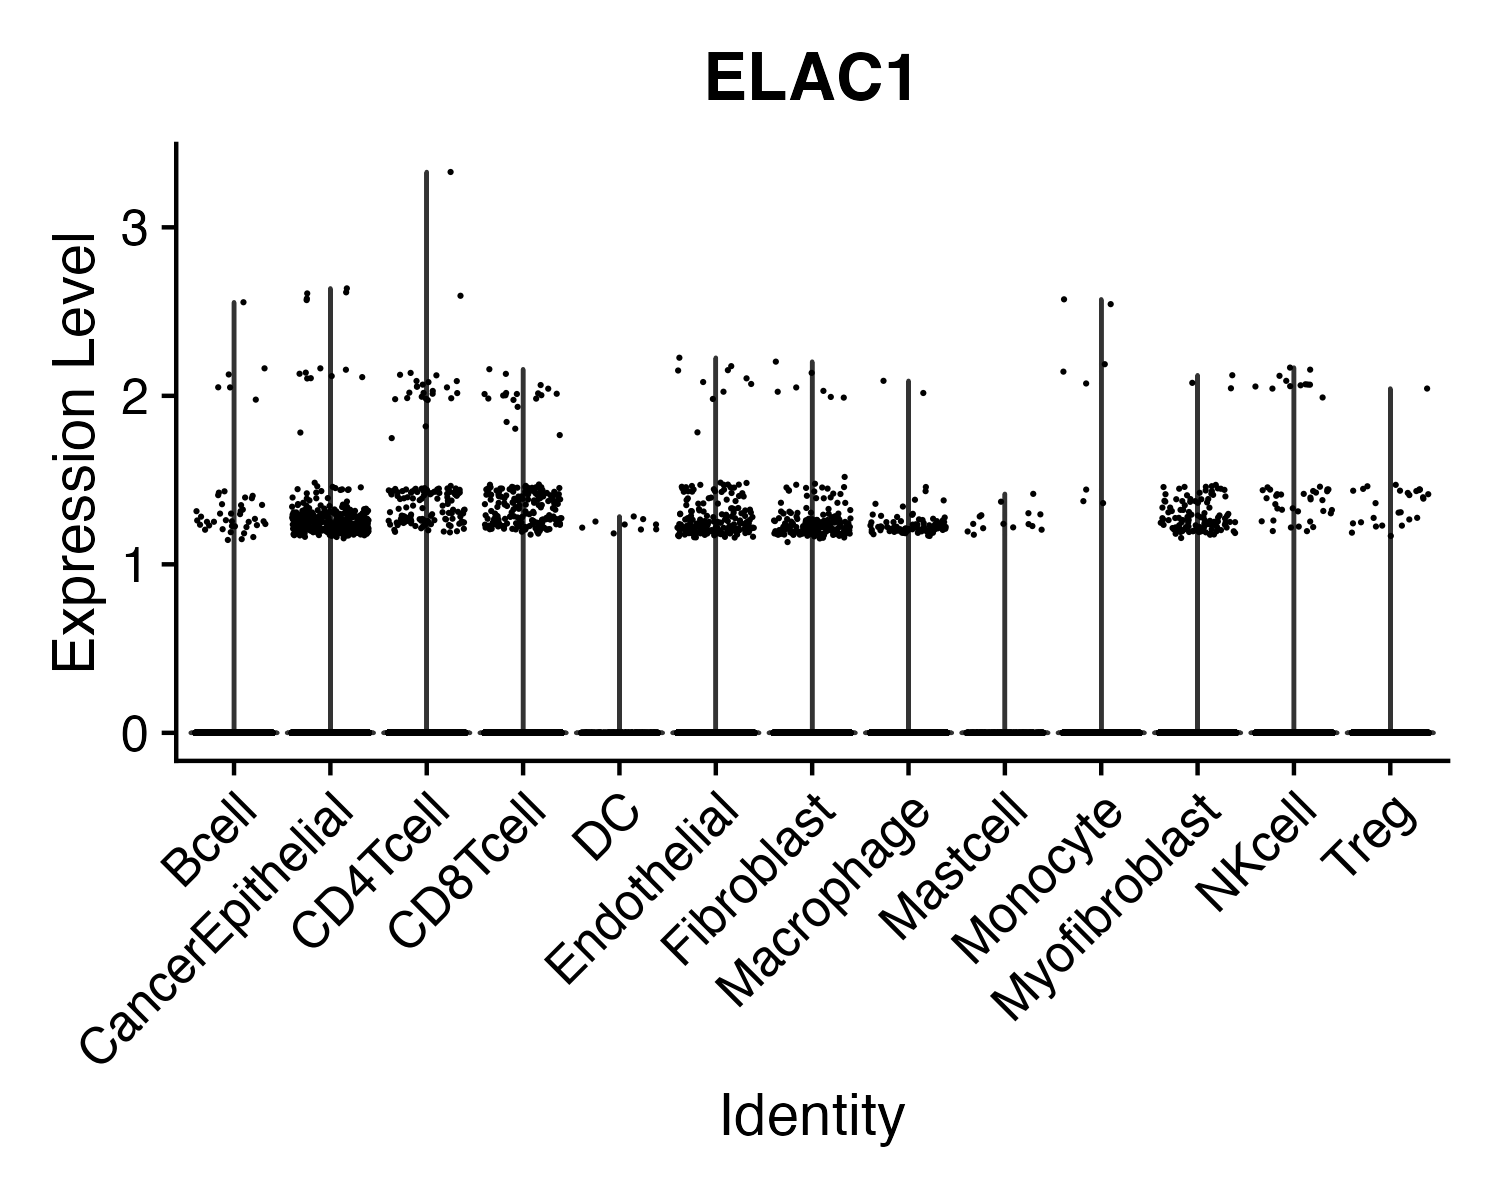 ELAC1
Expression Level
3
2
1
0
Bcell
CancerEpithelial
CD4Tcell
CD8Tcell
DC
Endothelial
Fibroblast
Macrophage
Mastcell
Monocyte
Myofibroblast
NKcell
Treg
Identity